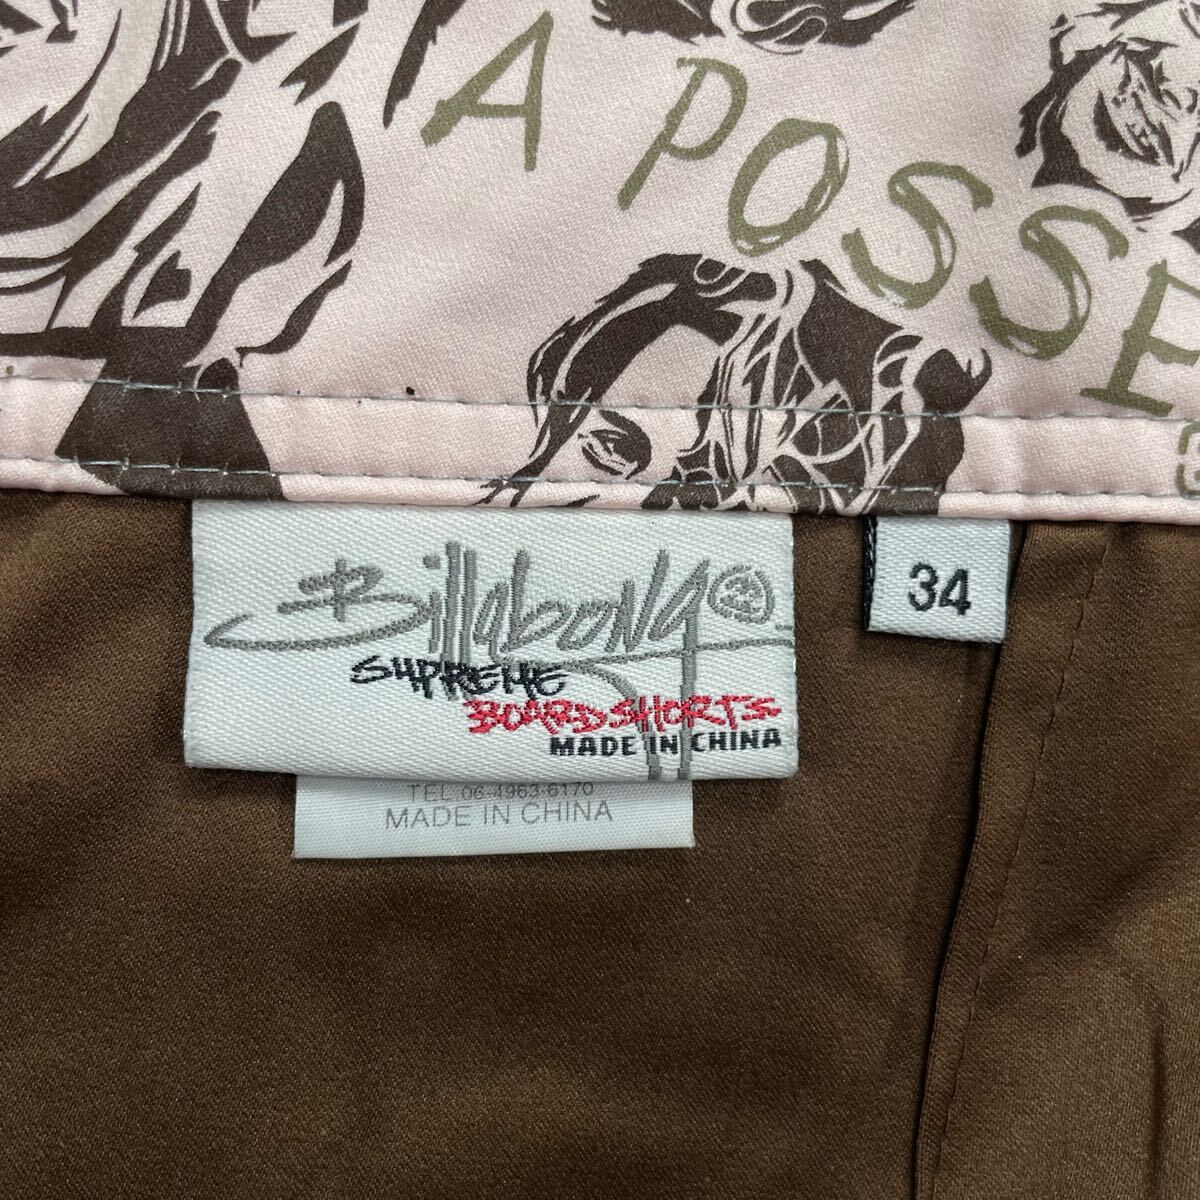 A POSSE
Billabong
SUPREME
BOARDSHORTS
MADE IN CHINA
34
TEL.06-4963-6170
MADE IN CHINA